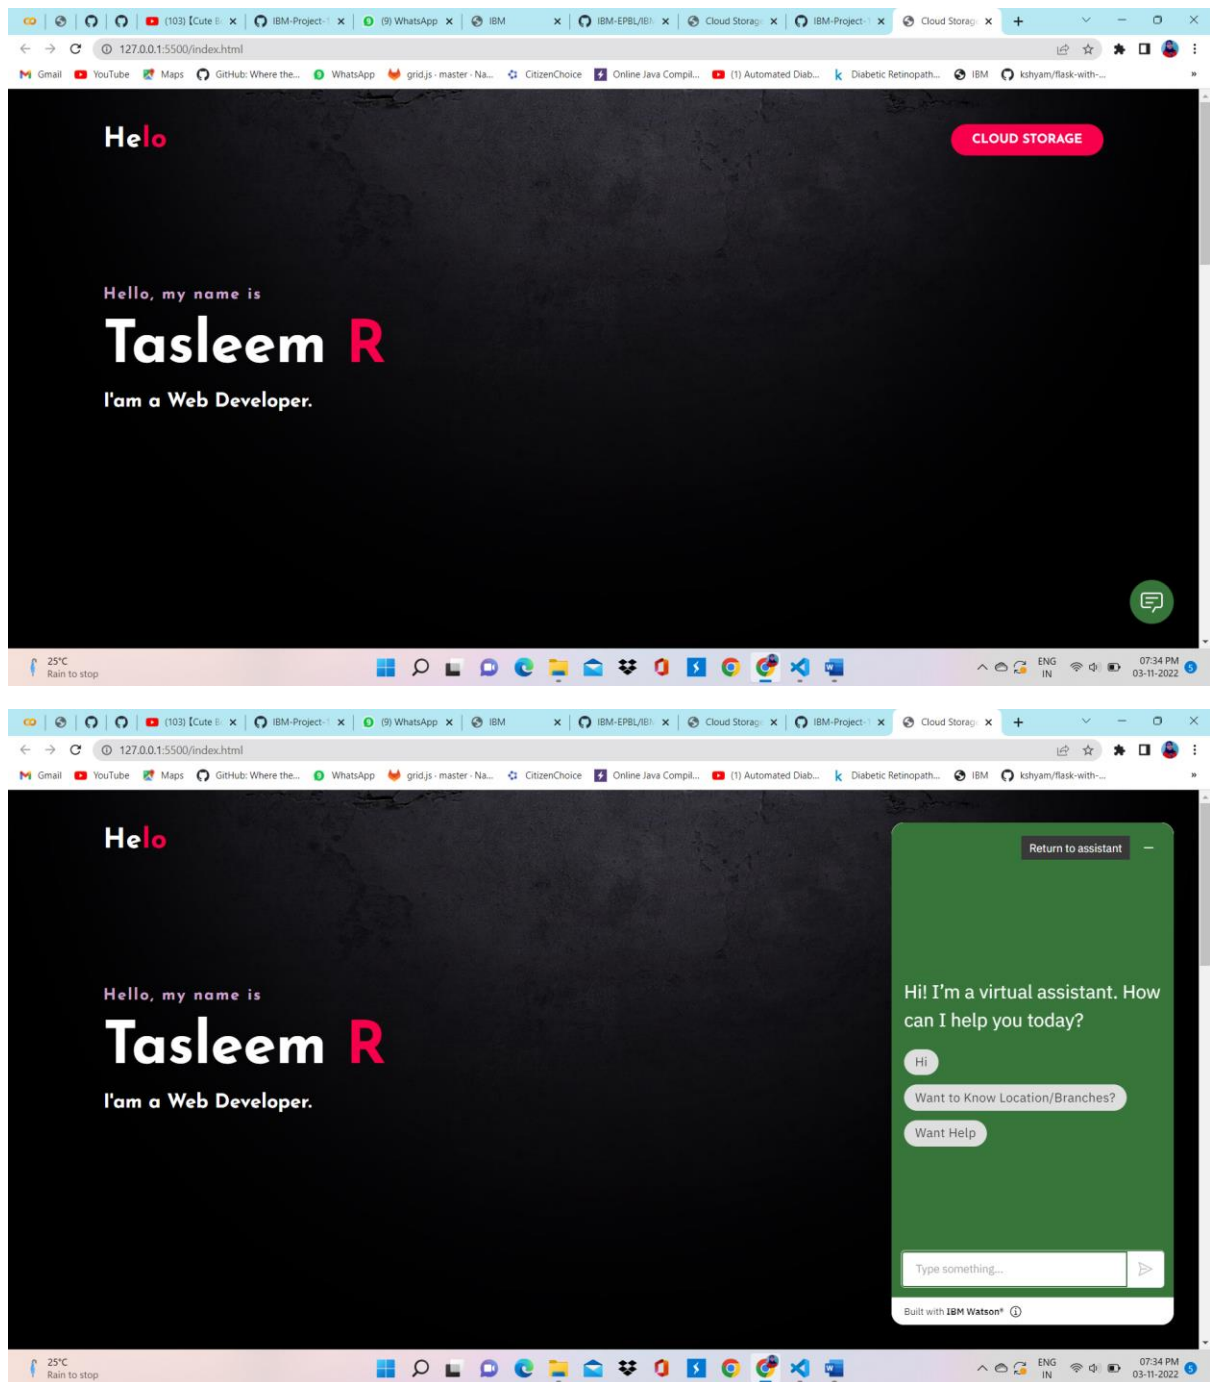 (103) 【Cute B
IBM-Project-1
(9) WhatsApp
IBM
IBM-EPBL/IBM
Cloud Storag
IBM-Project-1
Cloud Storag
127.0.0.1:5500/index.html
Gmail YouTube Maps GitHub: Where the... WhatsApp grid.js - master · Na... CitizenChoice Online Java Compil... (1) Automated Diab... Diabetic Retinopath... IBM kshyam/flask-with-... »
Helo
CLOUD STORAGE
Hello, my name is
Tasleem R
I'am a Web Developer.
25°C
Rain to stop
ENG
IN
07:34 PM
03-11-2022
5
(103) 【Cute B
IBM-Project-1
(9) WhatsApp
IBM
IBM-EPBL/IBM
Cloud Storag
IBM-Project-1
Cloud Storag
127.0.0.1:5500/index.html
Gmail YouTube Maps GitHub: Where the... WhatsApp grid.js - master · Na... CitizenChoice Online Java Compil... (1) Automated Diab... Diabetic Retinopath... IBM kshyam/flask-with-... »
Helo
Return to assistant
Hello, my name is
Tasleem R
I'am a Web Developer.
Hi! I’m a virtual assistant. How
can I help you today?
Hi
Want to Know Location/Branches?
Want Help
Type something...
Built with IBM Watson®
25°C
Rain to stop
ENG
IN
07:34 PM
03-11-2022
5